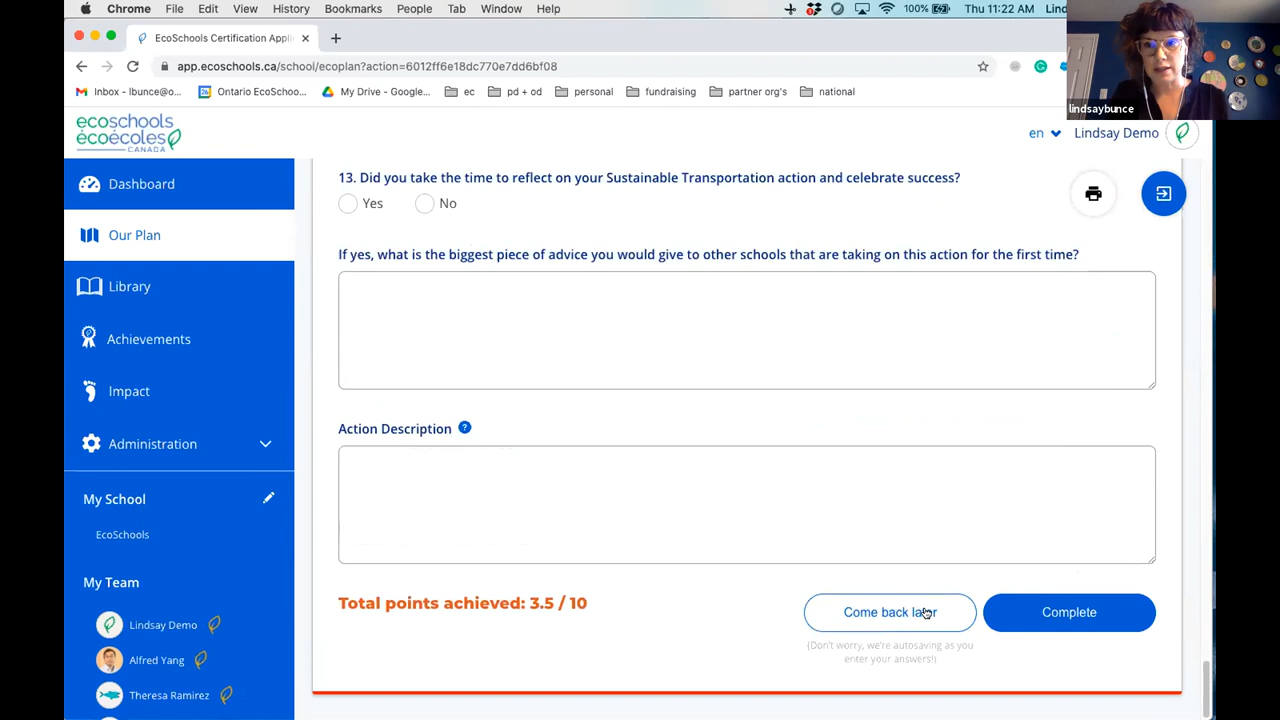 Chrome File Edit View History Bookmarks People Tab Window Help 100% Thu 11:22 AM Lin
EcoSchools Certification Appli
app.ecoschools.ca/school/ecoplan?action=6012ff6e18dc770e7dd6bf08
lindsaybunce
Inbox - lbunce@o... Ontario EcoSchoo... My Drive - Google... ec pd + od personal fundraising partner org's national
ecoschools
écoécoles
CANADA
en Lindsay Demo
Dashboard
Our Plan
Library
Achievements
Impact
Administration
My School
EcoSchools
My Team
Lindsay Demo
Alfred Yang
Theresa Ramirez
13. Did you take the time to reflect on your Sustainable Transportation action and celebrate success?
Yes No
If yes, what is the biggest piece of advice you would give to other schools that are taking on this action for the first time?
Action Description ?
Total points achieved: 3.5 / 10
Come back later
Complete
(Don't worry, we're autosaving as you
enter your answers!)